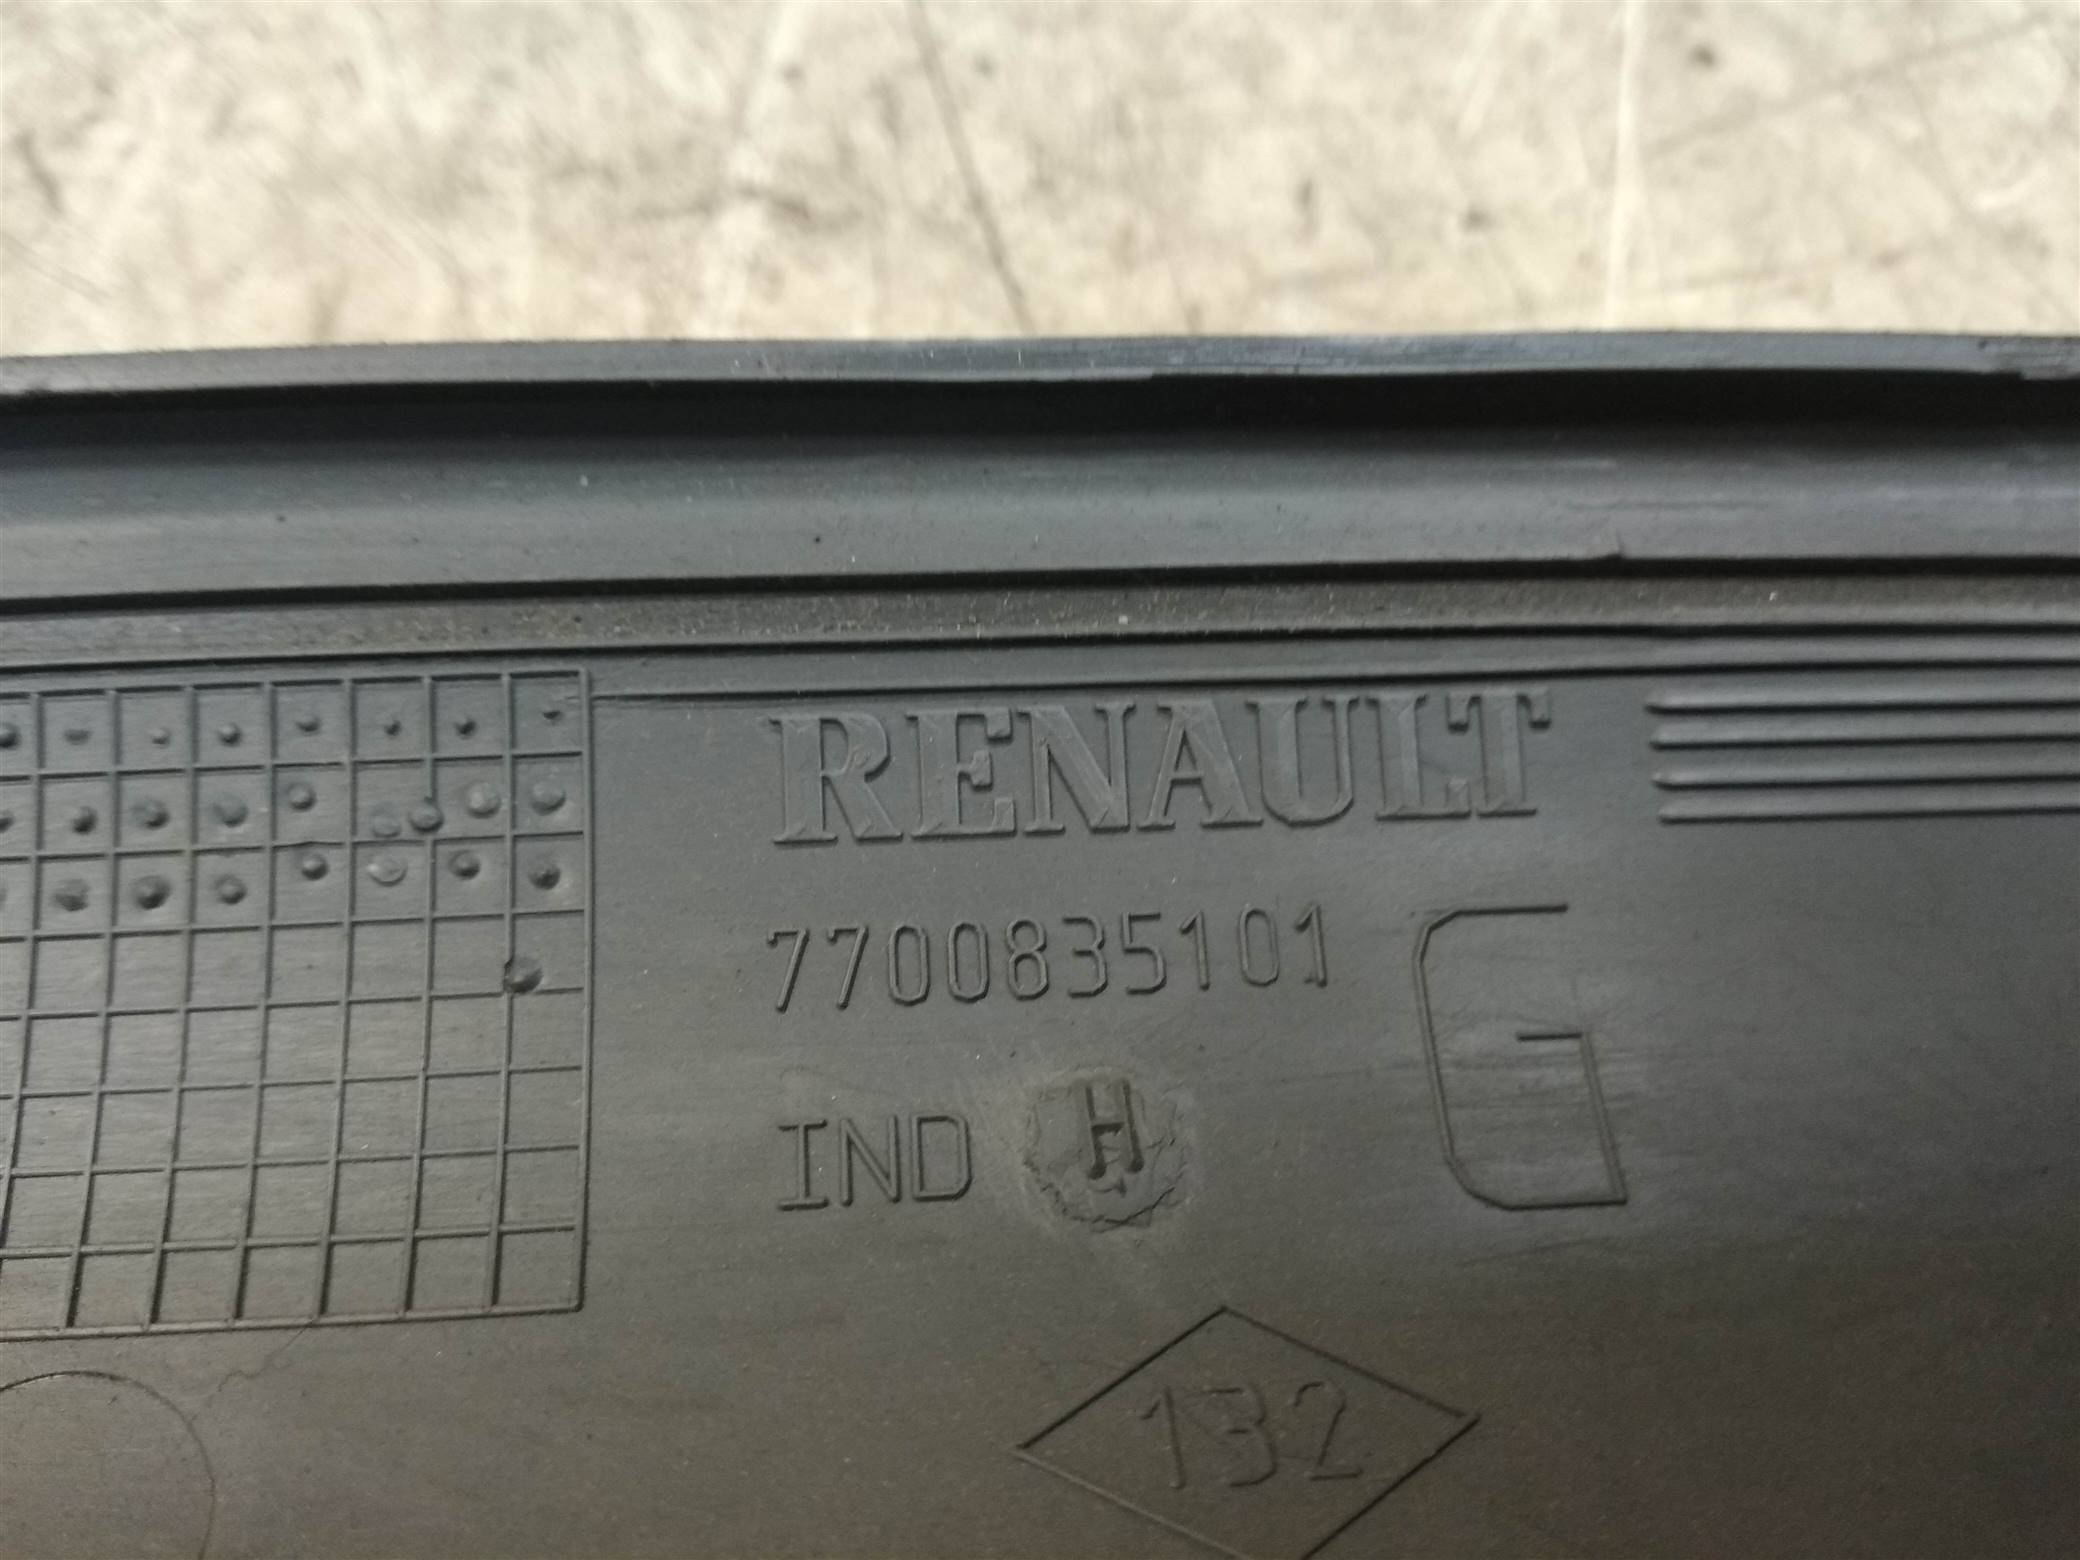 RENAULT
7700835101
G
IND H
132